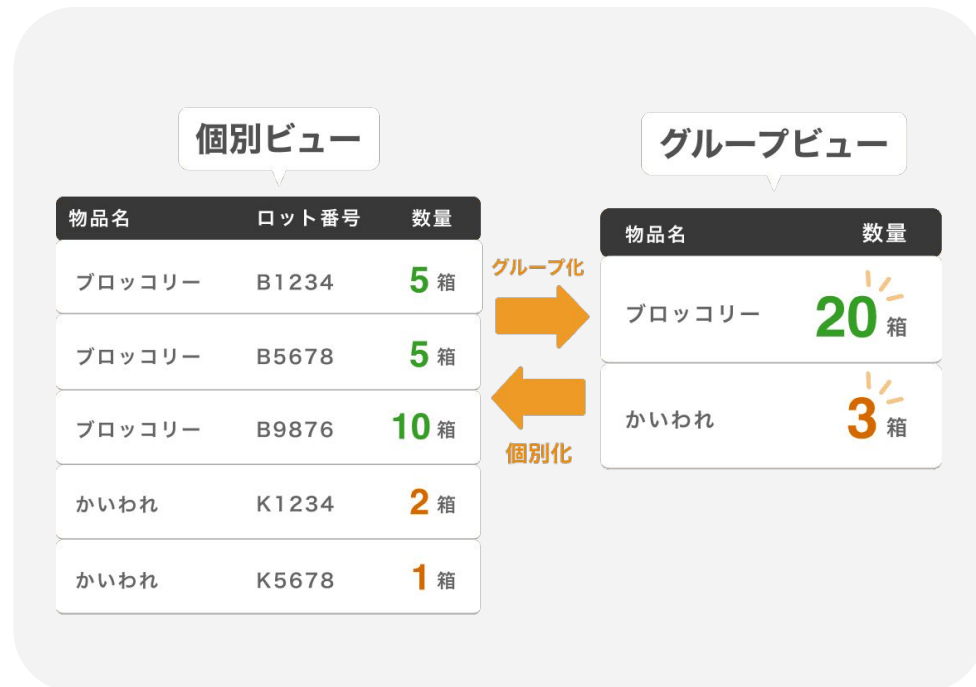 個別ビュー
物品名 ロット番号 数量
ブロッコリー B1234 5 箱
ブロッコリー B5678 5 箱
ブロッコリー B9876 10 箱
かいわれ K1234 2 箱
かいわれ K5678 1 箱
グループ化
個別化
グループビュー
物品名 数量
ブロッコリー 20 箱
かいわれ 3 箱